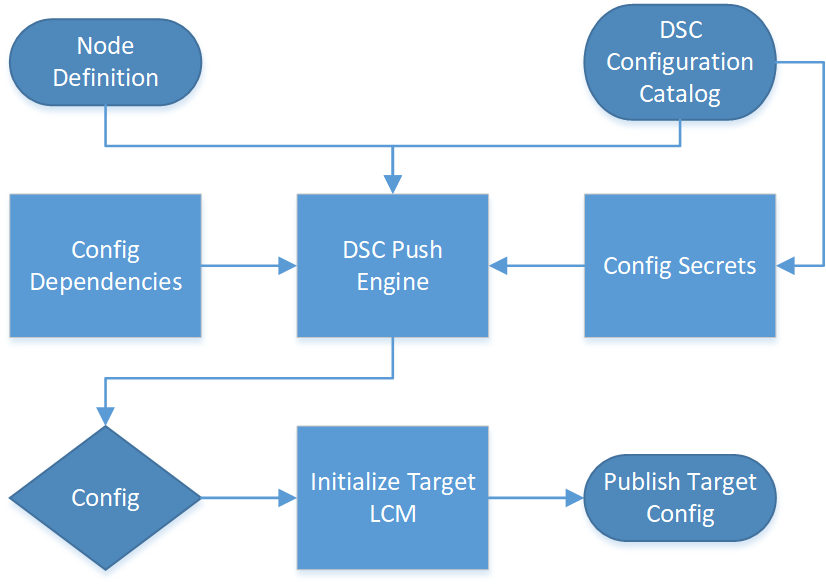 Node
Definition
DSC
Configuration
Catalog
Config
Dependencies
DSC Push
Engine
Config Secrets
Config
Initialize Target
LCM
Publish Target
Config